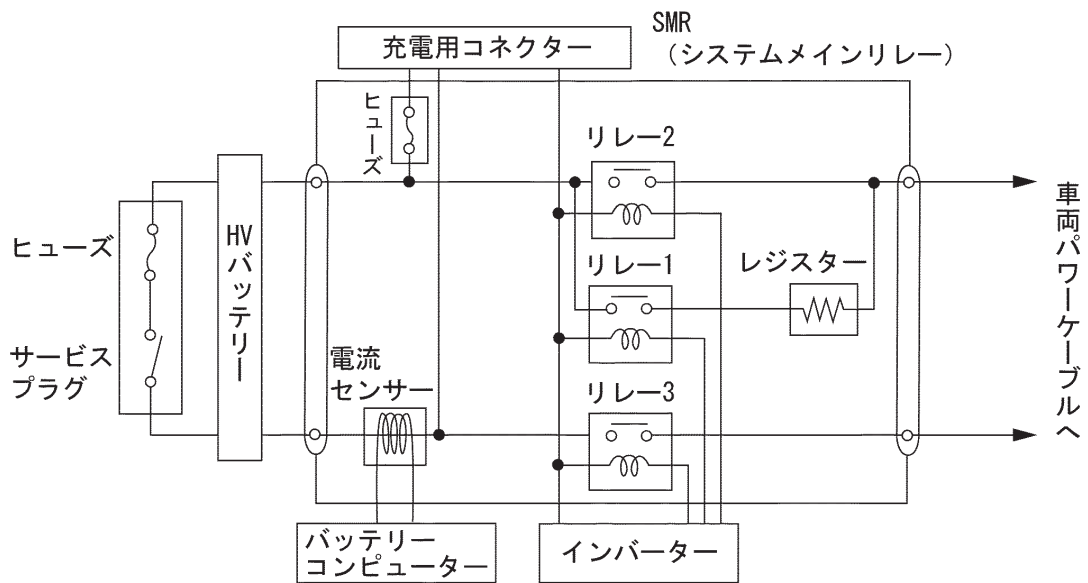 充電用コネクター
SMR
（システムメインリレー）
ヒューズ
リレー2
HVバッテリー
ヒューズ
サービス
プラグ
リレー1
レジスター
車両パワーケーブルへ
電流
センサー
リレー3
バッテリー
コンピューター
インバーター